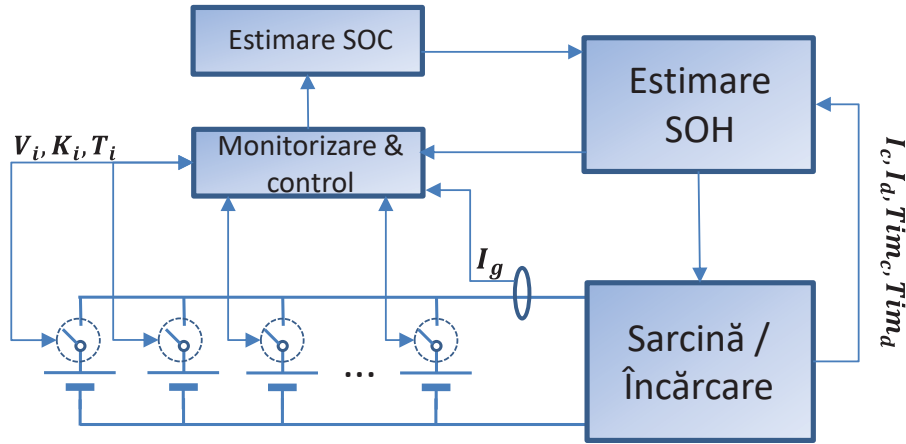 Estimare SOC
Estimare
SOH
V_i, K_i, T_i
Monitorizare &
control
I_c, I_d, Tim_c, Tim_d
I_g
...
Sarcină /
Încărcare